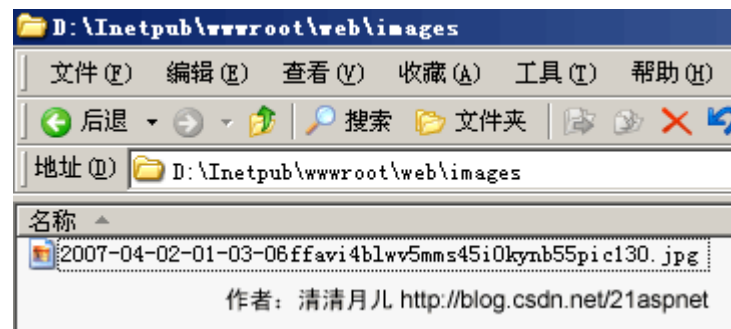 D:\Inetpub\wwwroot\web\images
文件(F) 编辑(E) 查看(V) 收藏(A) 工具(T) 帮助(H)
后退 搜索 文件夹
地址(D) D:\Inetpub\wwwroot\web\images
名称
2007-04-02-01-03-06ffavi4blwv5mms45i0kynb55pic130.jpg
作者：清清月儿 http://blog.csdn.net/21aspnet